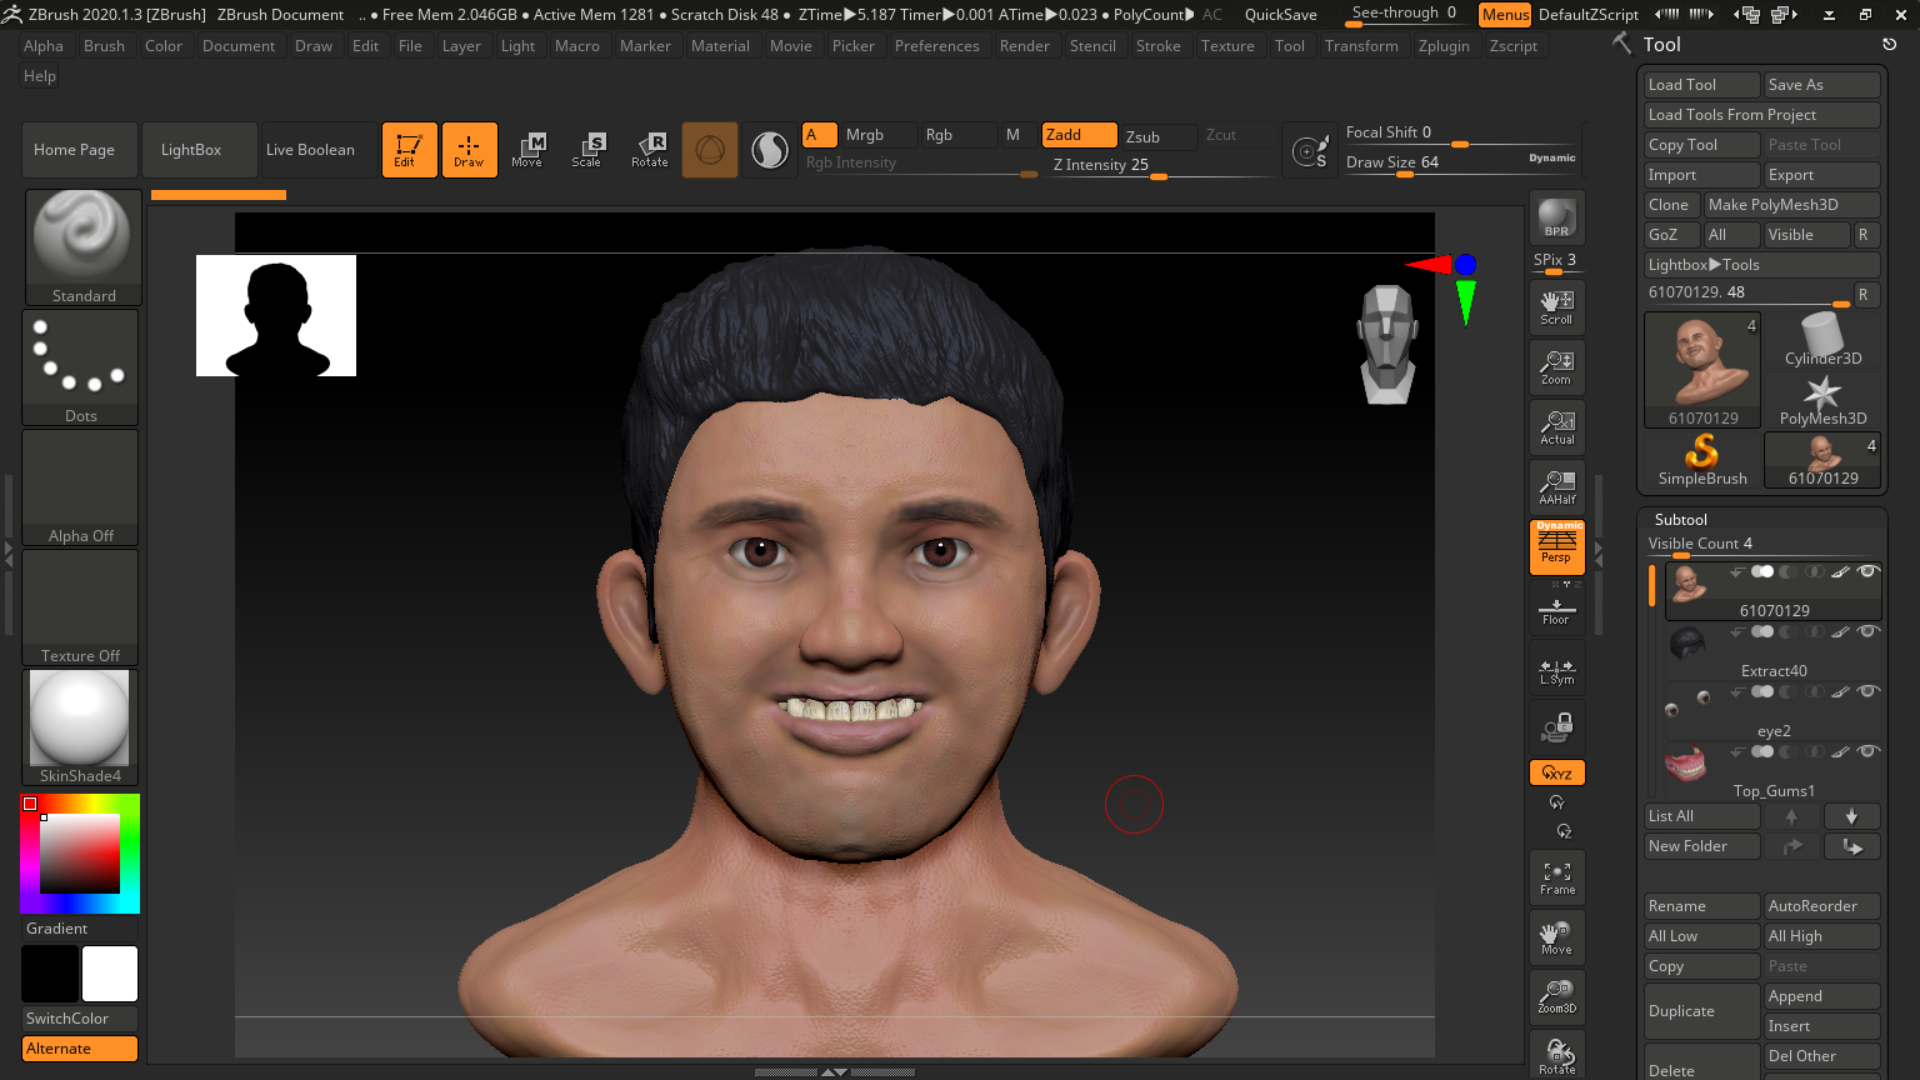 ZBrush 2020.1.3 [ZBrush] ZBrush Document .. • Free Mem 2.046GB • Active Mem 1281 • Scratch Disk 48 • ZTime▶5.187 Timer▶0.001 ATime▶0.023 • PolyCount▶ AC QuickSave See-through 0 Menus DefaultZScript
Alpha Brush Color Document Draw Edit File Layer Light Macro Marker Material Movie Picker Preferences Render Stencil Stroke Texture Tool Transform Zplugin Zscript
Help
Home Page LightBox Live Boolean Edit Draw Move Scale Rotate A Mrgb Rgb M Zadd Zsub Zcut Focal Shift 0
Rgb Intensity Z Intensity 25 S Draw Size 64 Dynamic
Standard
Dots
Alpha Off
Texture Off
SkinShade4
Gradient
SwitchColor
Alternate
BPR
SPix 3
Scroll
Zoom
Actual
AAHalf
Dynamic
Persp
Floor
L.Sym
XYZ
Y
Z
Frame
Move
Zoom3D
Rotate
Tool
Load Tool Save As
Load Tools From Project
Copy Tool Paste Tool
Import Export
Clone Make PolyMesh3D
GoZ All Visible R
Lightbox▶Tools
61070129. 48 R
4
61070129 Cylinder3D
PolyMesh3D
SimpleBrush 4 61070129
Subtool
Visible Count 4
61070129
Extract40
eye2
Top_Gums1
List All
New Folder
Rename AutoReorder
All Low All High
Copy Paste
Duplicate Append
Insert
Delete Del Other